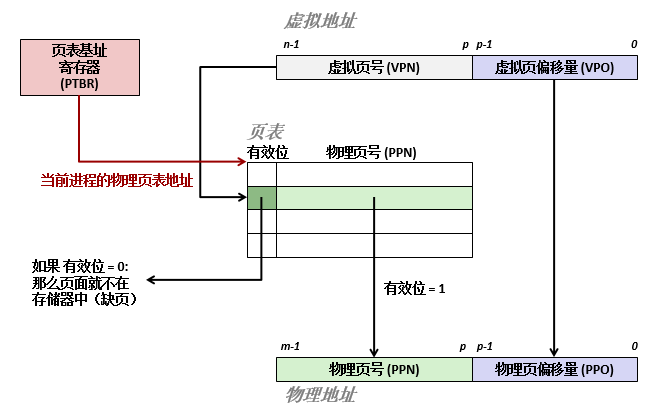 虚拟地址
页表基址
寄存器
(PTBR)
n-1 p p-1 0
虚拟页号 (VPN) 虚拟页偏移量 (VPO)
页表
有效位 物理页号 (PPN)
当前进程的物理页表地址
如果 有效位 = 0:
那么页面就不在
存储器中（缺页）
有效位 = 1
m-1 p p-1 0
物理页号 (PPN) 物理页偏移量 (PPO)
物理地址